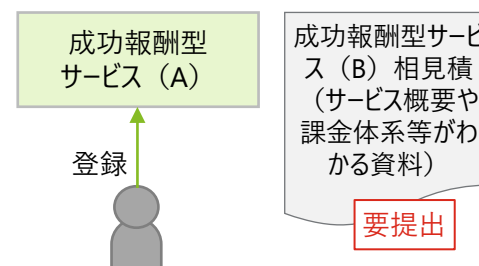 成功報酬型
サービス（A）
登録
成功報酬型サービ
ス（B）相見積
（サービス概要や
課金体系等がわ
かる資料）
要提出